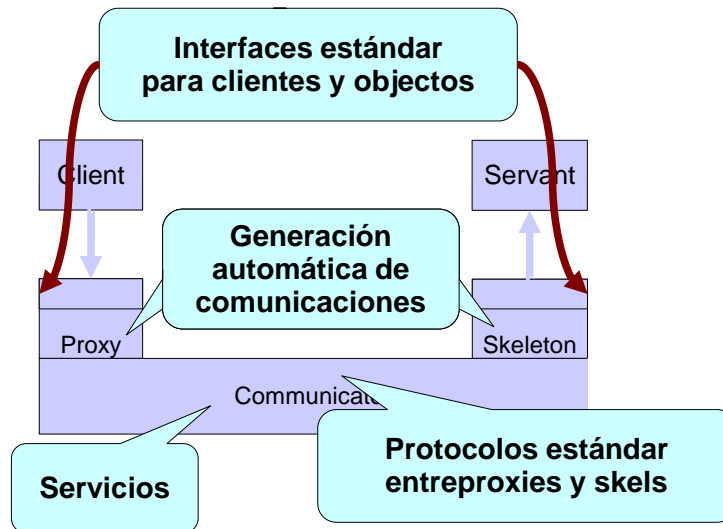 Interfaces estándar
para clientes y objectos
Client
Servant
Generación
automática de
comunicaciones
Proxy
Skeleton
Protocolos estándar
entreproxies y skels
Servicios